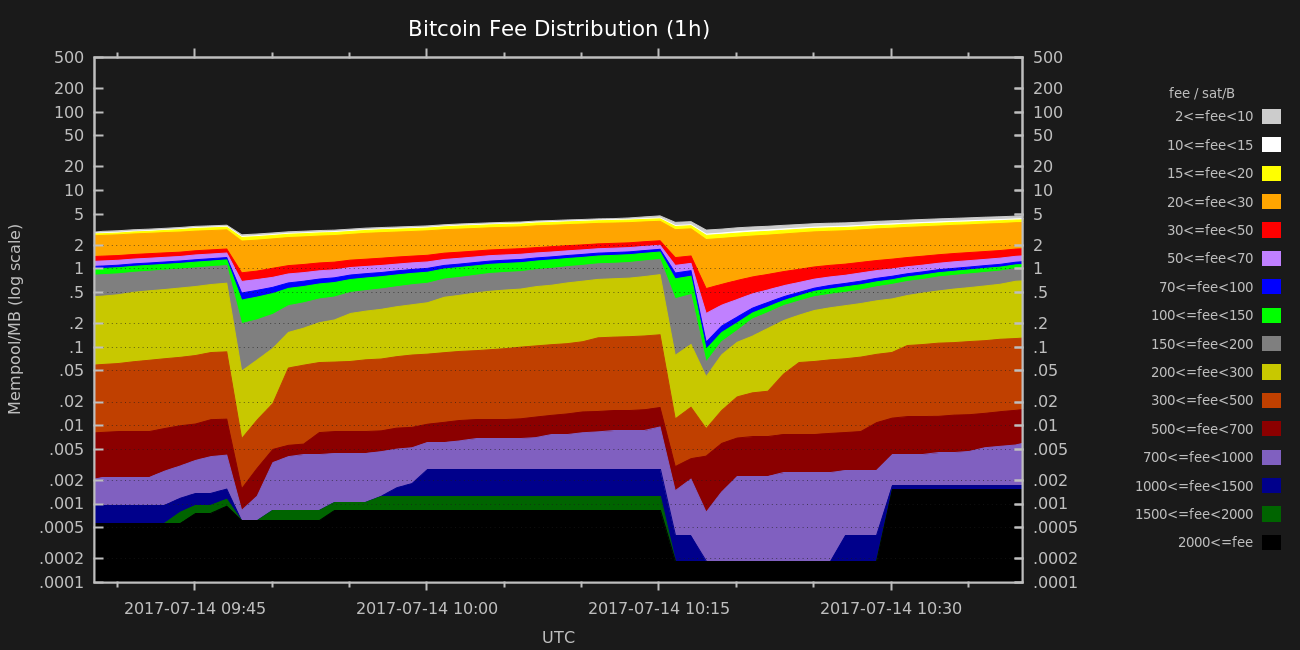 Bitcoin Fee Distribution (1h)
Mempool/MB (log scale)
500
200
100
50
20
10
5
2
1
.5
.2
.1
.05
.02
.01
.005
.002
.001
.0005
.0002
.0001
500
200
100
50
20
10
5
2
1
.5
.2
.1
.05
.02
.01
.005
.002
.001
.0005
.0002
.0001
2017-07-14 09:45
2017-07-14 10:00
2017-07-14 10:15
2017-07-14 10:30
UTC
fee / sat/B
2<=fee<10
10<=fee<15
15<=fee<20
20<=fee<30
30<=fee<50
50<=fee<70
70<=fee<100
100<=fee<150
150<=fee<200
200<=fee<300
300<=fee<500
500<=fee<700
700<=fee<1000
1000<=fee<1500
1500<=fee<2000
2000<=fee